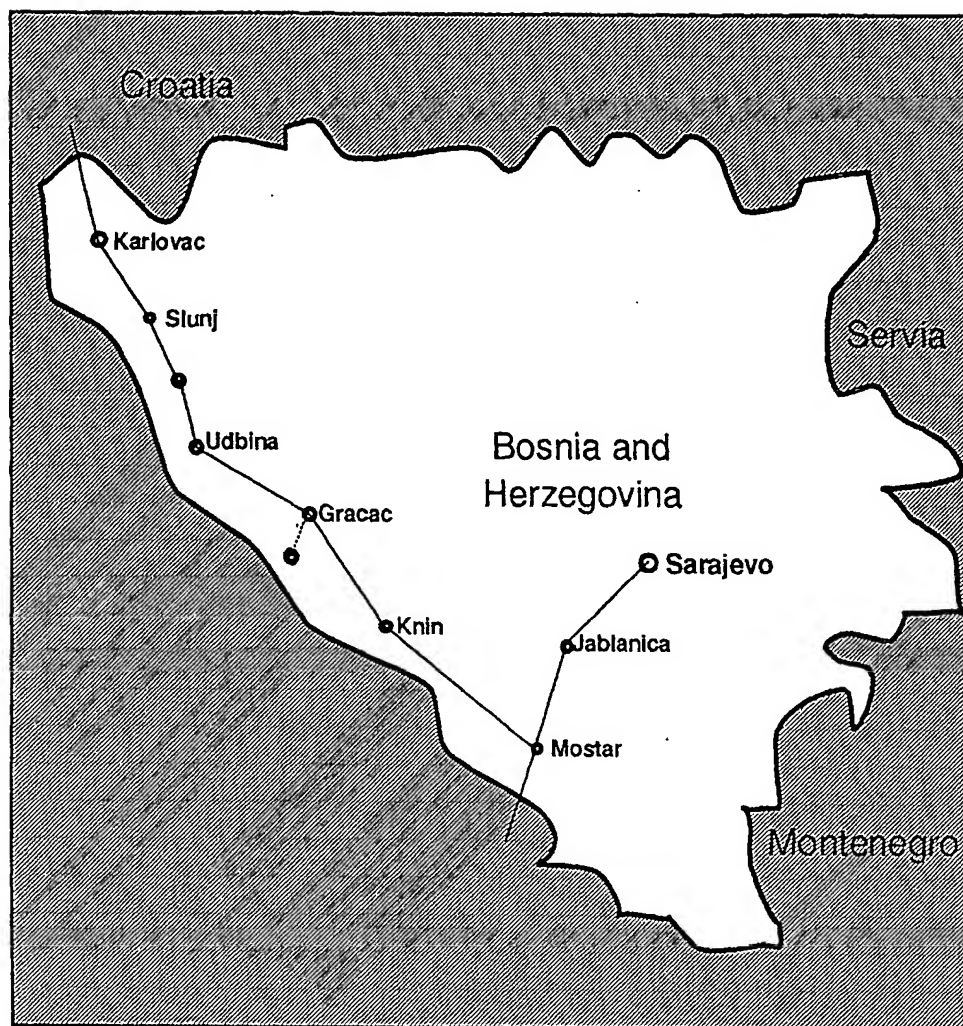 Croatia
Karlovac
Slunj
Servia
Udbina
Bosnia and
Herzegovina
Gracac
Sarajevo
Knin
Jablanica
Mostar
Montenegro